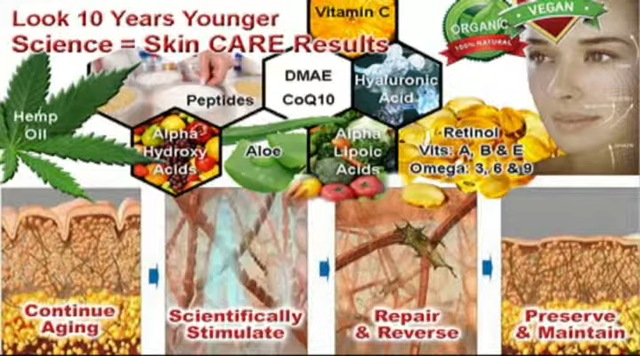 Look 10 Years Younger
Science = Skin CARE Results
Vitamin C
ORGANIC
100% NATURAL
VEGAN
Hemp
Oil
Peptides
DMAE
CoQ10
Hyaluronic
Acid
Alpha
Hydroxy
Acids
Aloe
Alpha
Lipoic
Acids
Retinol
Vits: A, B & E
Omega: 3, 6 & 9
Continue
Aging
Scientifically
Stimulate
Repair
& Reverse
Preserve
& Maintain